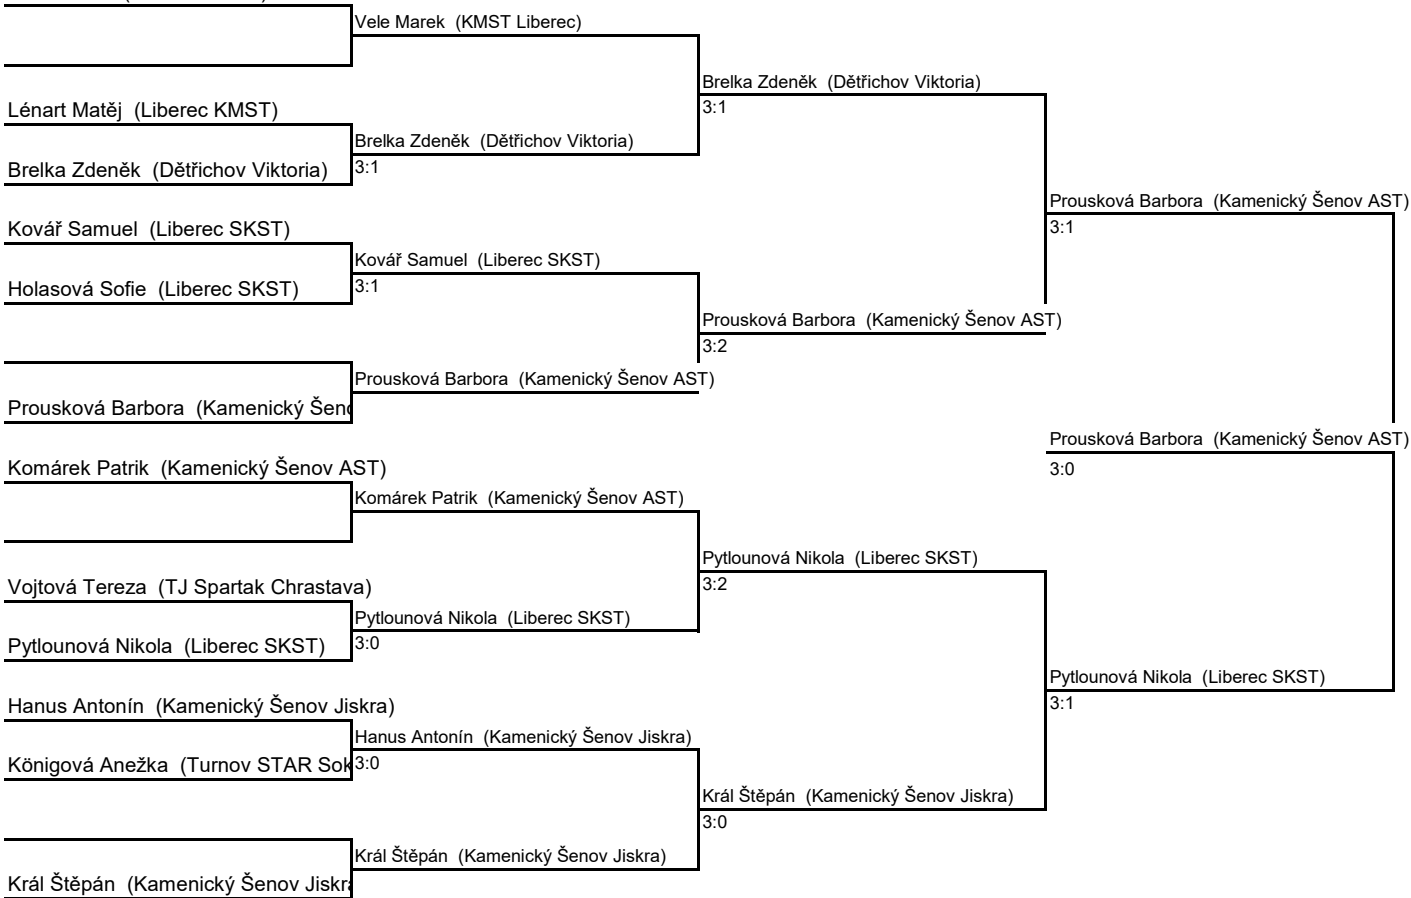 Vele Marek (KMST Liberec)
Brelka Zdeněk (Dětřichov Viktoria)
3:1
Lénart Matěj (Liberec KMST)
Brelka Zdeněk (Dětřichov Viktoria)
3:1
Brelka Zdeněk (Dětřichov Viktoria)
Prousková Barbora (Kamenický Šenov AST)
3:1
Kovář Samuel (Liberec SKST)
Kovář Samuel (Liberec SKST)
3:1
Holasová Sofie (Liberec SKST)
Prousková Barbora (Kamenický Šenov AST)
3:2
Prousková Barbora (Kamenický Šenov AST)
Prousková Barbora (Kamenický Šeno
Prousková Barbora (Kamenický Šenov AST)
3:0
Komárek Patrik (Kamenický Šenov AST)
Komárek Patrik (Kamenický Šenov AST)
Pytlounová Nikola (Liberec SKST)
3:2
Vojtová Tereza (TJ Spartak Chrastava)
Pytlounová Nikola (Liberec SKST)
3:0
Pytlounová Nikola (Liberec SKST)
Pytlounová Nikola (Liberec SKST)
3:1
Hanus Antonín (Kamenický Šenov Jiskra)
Hanus Antonín (Kamenický Šenov Jiskra)
3:0
Königová Anežka (Turnov STAR Sok
Král Štěpán (Kamenický Šenov Jiskra)
3:0
Král Štěpán (Kamenický Šenov Jiskra)
Král Štěpán (Kamenický Šenov Jiskra